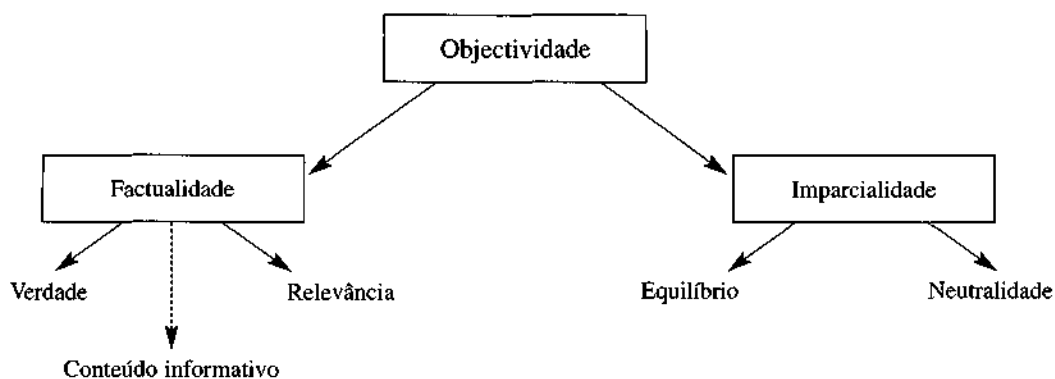 Objectividade
Factualidade
Imparcialidade
Verdade
Relevância
Equilíbrio
Neutralidade
Conteúdo informativo